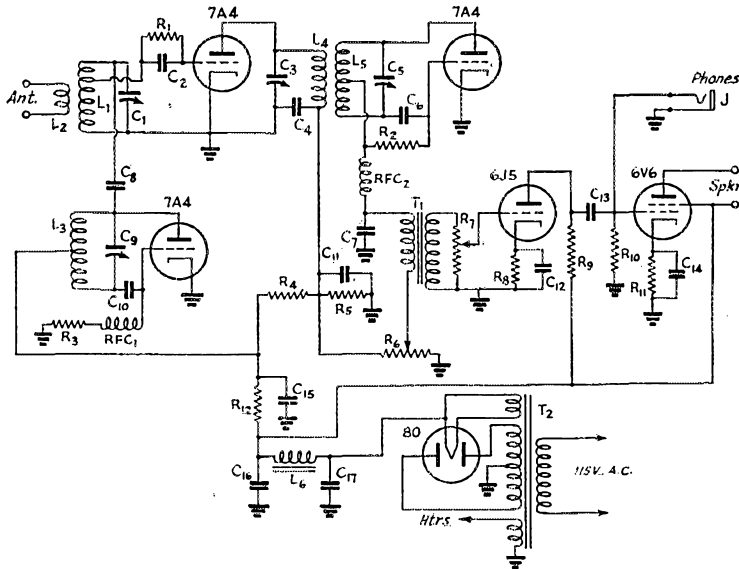 7A4
7A4
R1
C2
L4
L5
C3
C5
C6
Ant.
L2
L1
C1
C4
R2
Phones
J
C8
RFC2
6J5
6V6
Spkr
C13
7A4
L3
C9
T1
R7
C7
C10
C11
R4
R5
R8
C12
R9
R10
R11
C14
R3
RFC1
R6
R12
C15
T2
80
C16
L6
C17
115V. A.C.
Htrs.